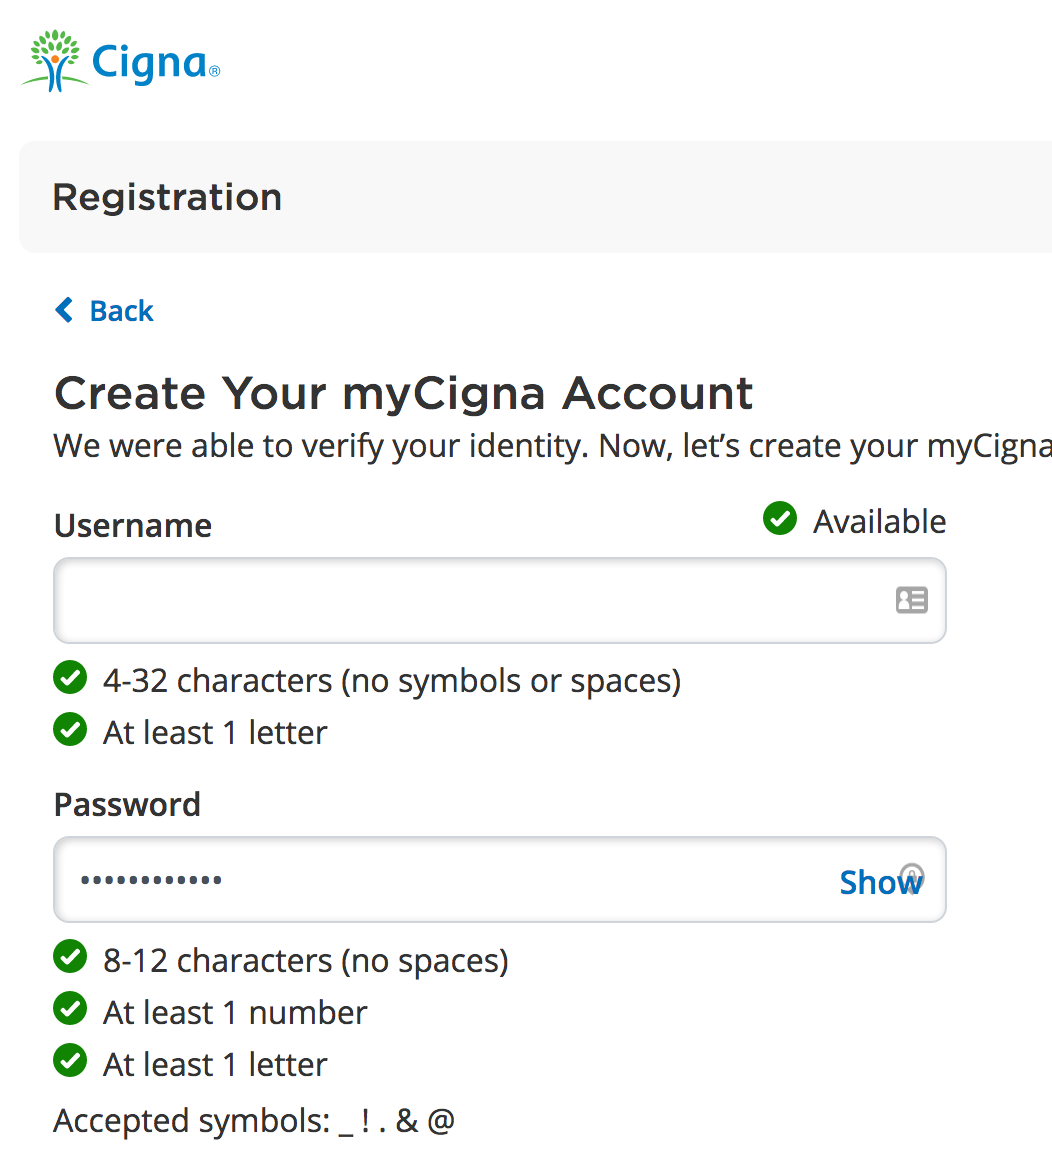 Cigna®
Registration
Back
Create Your myCigna Account
We were able to verify your identity. Now, let’s create your myCigna
Username
Available
4-32 characters (no symbols or spaces)
At least 1 letter
Password
••••••••••••
Show
8-12 characters (no spaces)
At least 1 number
At least 1 letter
Accepted symbols: _ ! . & @